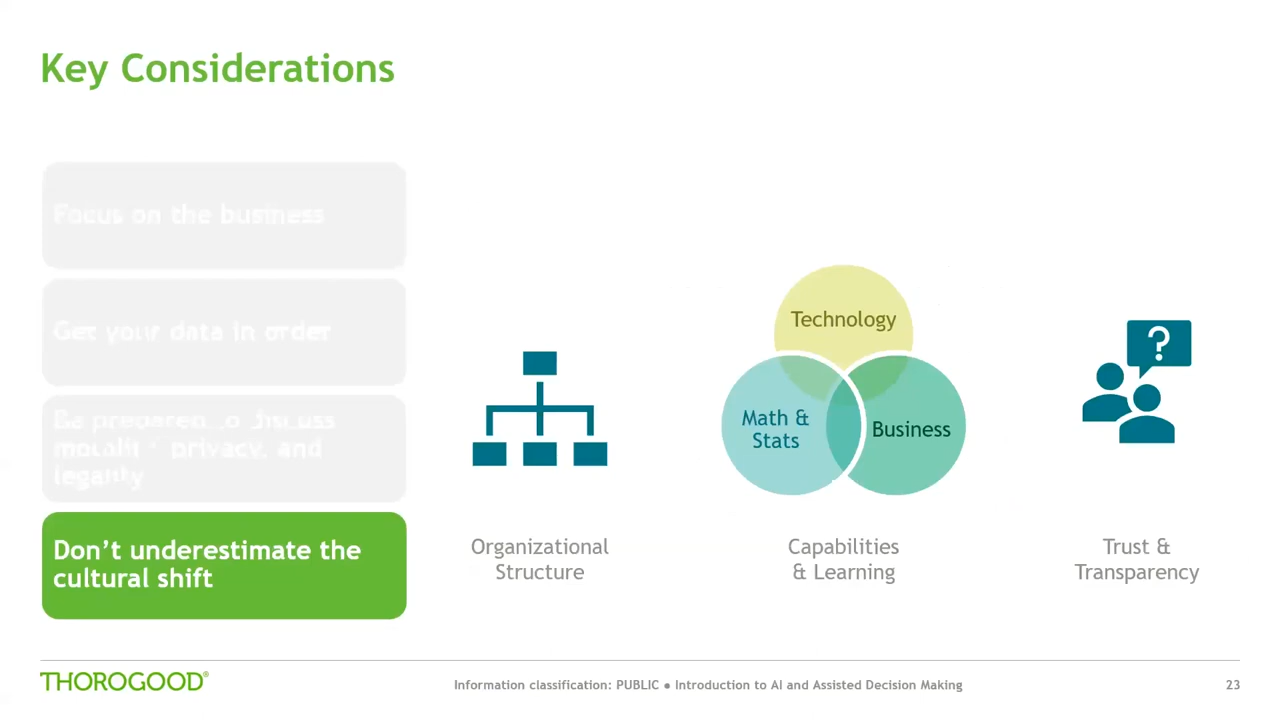 Key Considerations
Focus on the business
Get your data in order
Be prepared to discuss
morality, privacy, and
legality
Don't underestimate the
cultural shift
Technology
Math &
Stats
Business
?
Organizational
Structure
Capabilities
& Learning
Trust &
Transparency
THOROGOOD®
Information classification: PUBLIC ● Introduction to AI and Assisted Decision Making
23